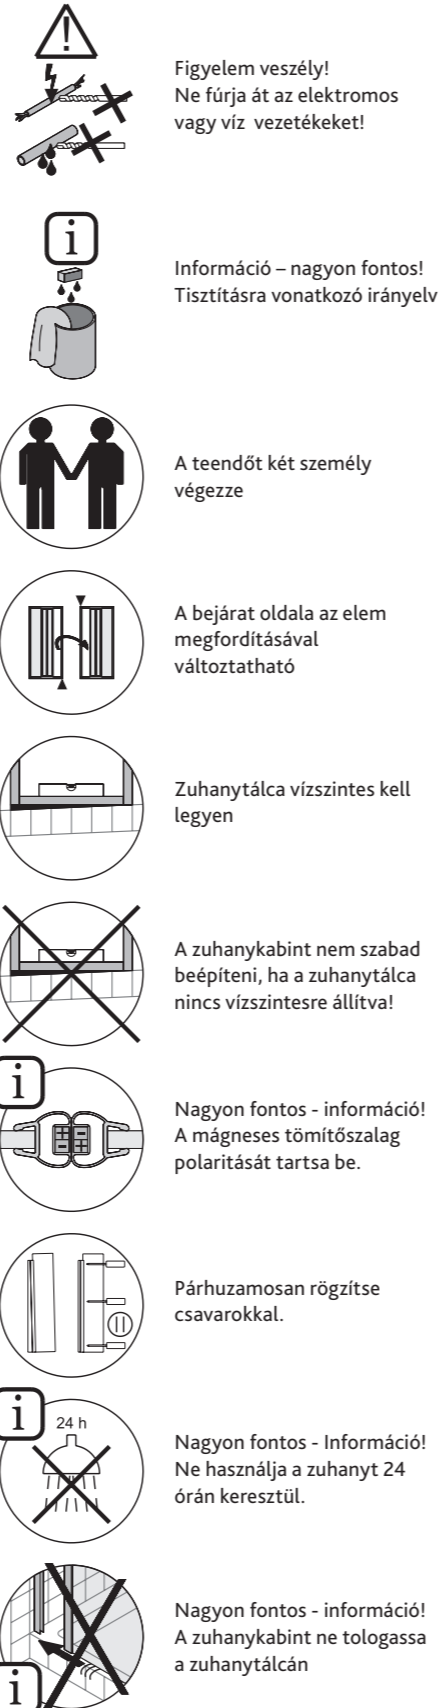 Figyelem veszély!
Ne fúrja át az elektromos
vagy víz vezetékeket!
i
Információ – nagyon fontos!
Tisztításra vonatkozó irányelv
A teendőt két személy
végezze
A bejárat oldala az elem
megfordításával
változtatható
Zuhanytálca vízszintes kell
legyen
A zuhanykabint nem szabad
beépíteni, ha a zuhanytálca
nincs vízszintesre állítva!
i
Nagyon fontos - információ!
A mágneses tömítőszalag
polaritását tartsa be.
Párhuzamosan rögzítse
csavarokkal.
i
24 h
Nagyon fontos - Információ!
Ne használja a zuhanyt 24
órán keresztül.
Nagyon fontos - információ!
A zuhanykabint ne tologassa
a zuhanytálcán
i